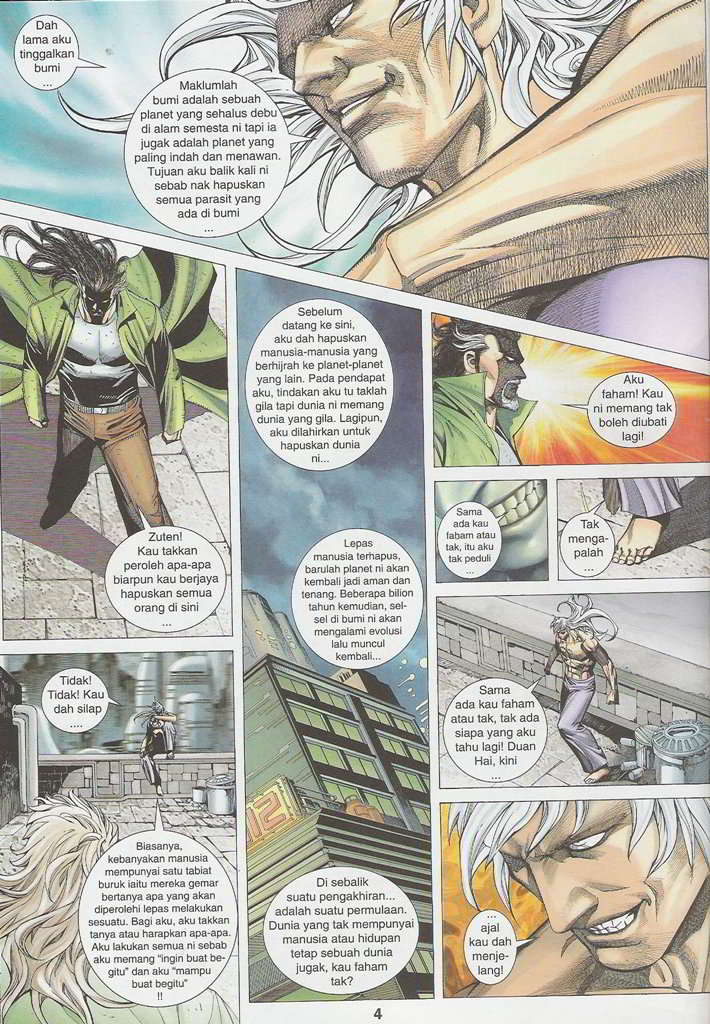 Dah
lama aku
tinggalkan
bumi
...
Maklumlah
bumi adalah sebuah
planet yang sehalus debu
di alam semesta ni tapi ia
jugak adalah planet yang
paling indah dan menawan.
Tujuan aku balik kali ni
sebab nak hapuskan
semua parasit yang
ada di bumi
...
Zuten!
Kau takkan
peroleh apa-apa
biarpun kau berjaya
hapuskan semua
orang di sini
...
Tidak!
Tidak! Kau
dah silap
....
Biasanya,
kebanyakan manusia
mempunyai satu tabiat
buruk iaitu mereka gemar
bertanya apa yang akan
diperolehi lepas melakukan
sesuatu. Bagi aku, aku takkan
tanya atau harapkan apa-apa.
Aku lakukan semua ni sebab
aku memang “ingin buat be-
gitu” dan aku “mampu
buat begitu”
!!
Sebelum
datang ke sini,
aku dah hapuskan
manusia-manusia yang
berhijrah ke planet-planet
yang lain. Pada pendapat
aku, tindakan aku tu taklah
gila tapi dunia ni memang
dunia yang gila. Lagipun,
aku dilahirkan untuk
hapuskan dunia
ni...
Lepas
manusia terhapus,
barulah planet ni akan
kembali jadi aman dan
tenang. Beberapa bilion
tahun kemudian, sel-
sel di bumi ni akan
mengalami evolusi
lalu muncul
kembali...
12
Di sebalik
suatu pengakhiran...
adalah suatu permulaan.
Dunia yang tak mempunyai
manusia atau hidupan
tetap sebuah dunia
jugak, kau faham
tak?
Aku
faham! Kau
ni memang tak
boleh diubati
lagi!
Sama
ada kau
faham atau
tak, itu aku
tak peduli
...
Tak
menga-
palah
...
Sama
ada kau faham
atau tak, tak ada
siapa yang aku
tahu lagi! Duan
Hai, kini
...
...
ajal
kau dah
menje-
lang!
4